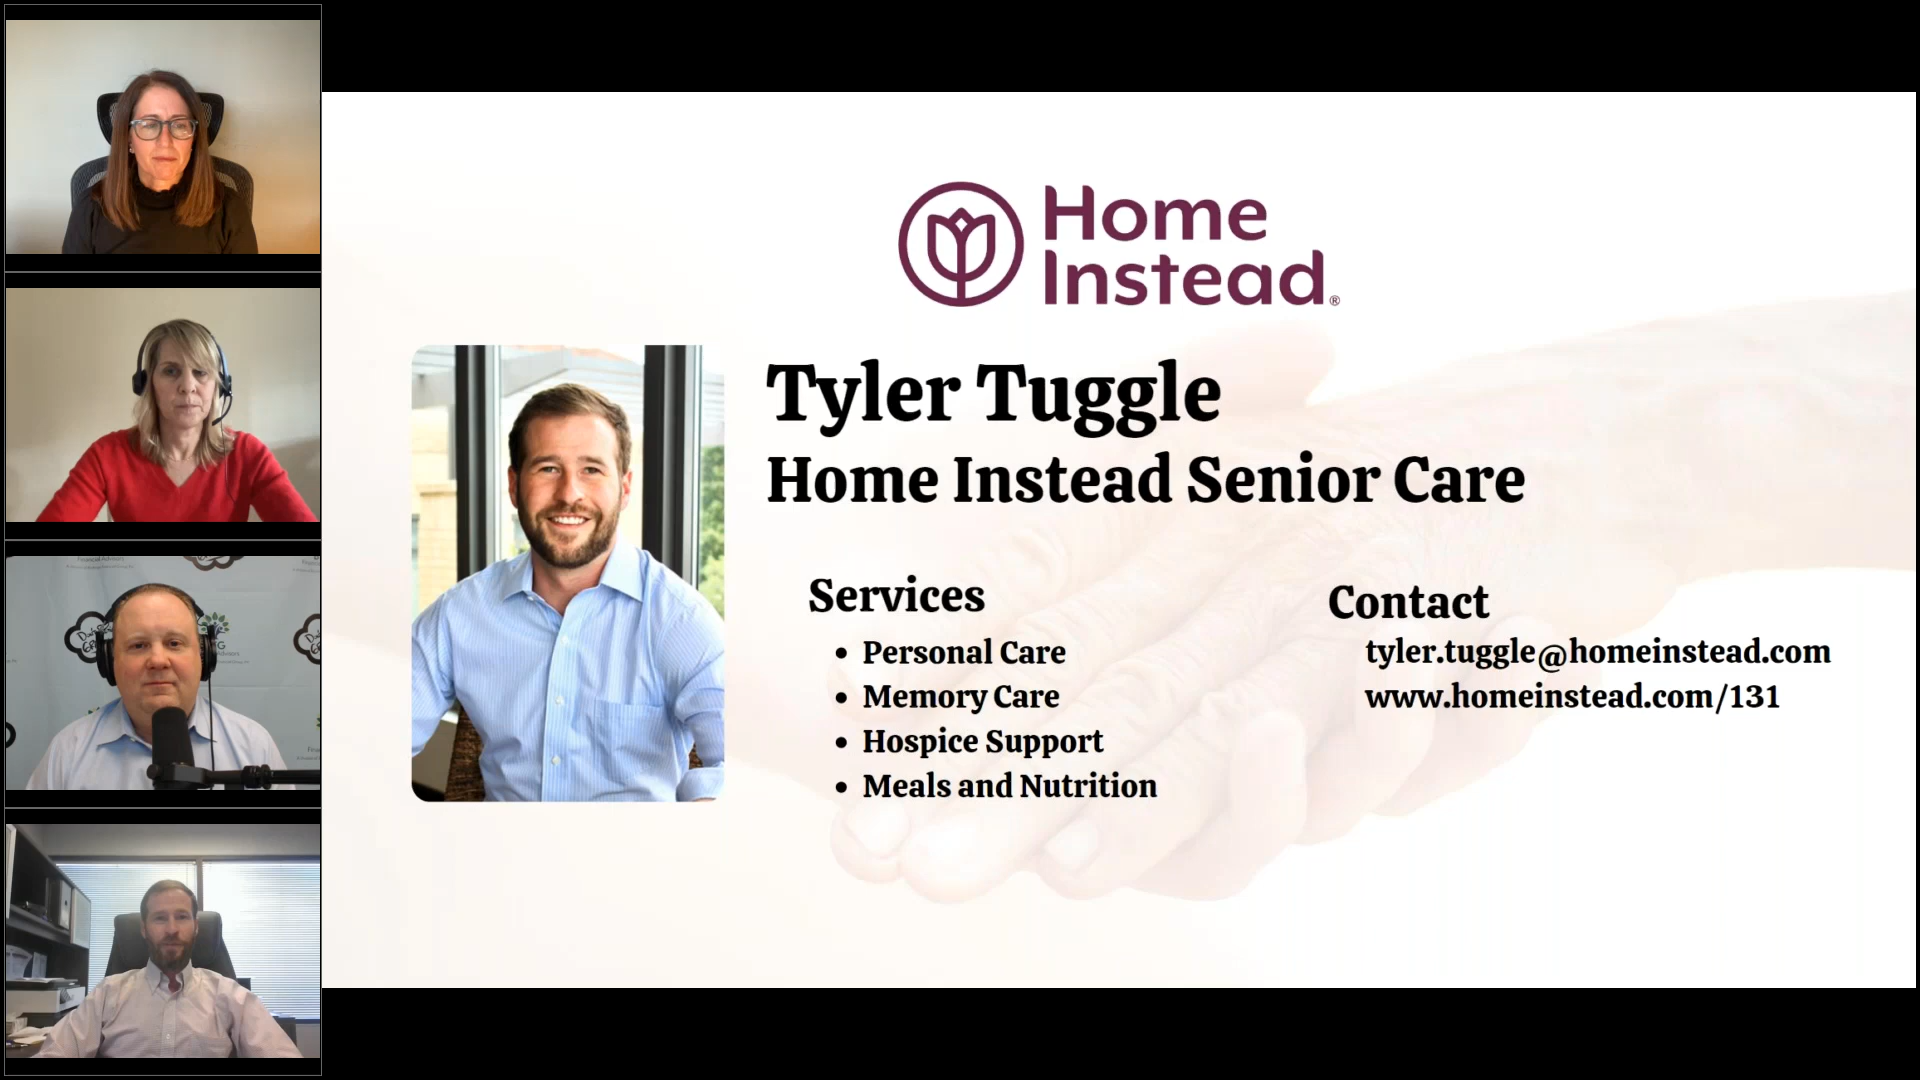 Home
Instead®
Tyler Tuggle
Home Instead Senior Care
Services
• Personal Care
• Memory Care
• Hospice Support
• Meals and Nutrition
Contact
tyler.tuggle@homeinstead.com
www.homeinstead.com/131